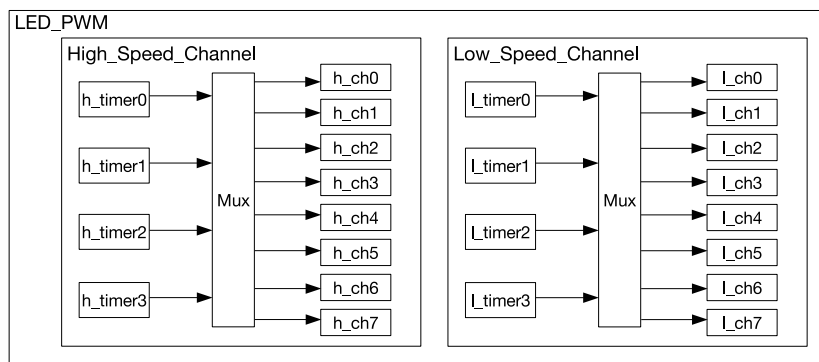 LED_PWM
High_Speed_Channel
h_timer0
h_timer1
h_timer2
h_timer3
Mux
h_ch0
h_ch1
h_ch2
h_ch3
h_ch4
h_ch5
h_ch6
h_ch7
Low_Speed_Channel
l_timer0
l_timer1
l_timer2
l_timer3
Mux
l_ch0
l_ch1
l_ch2
l_ch3
l_ch4
l_ch5
l_ch6
l_ch7